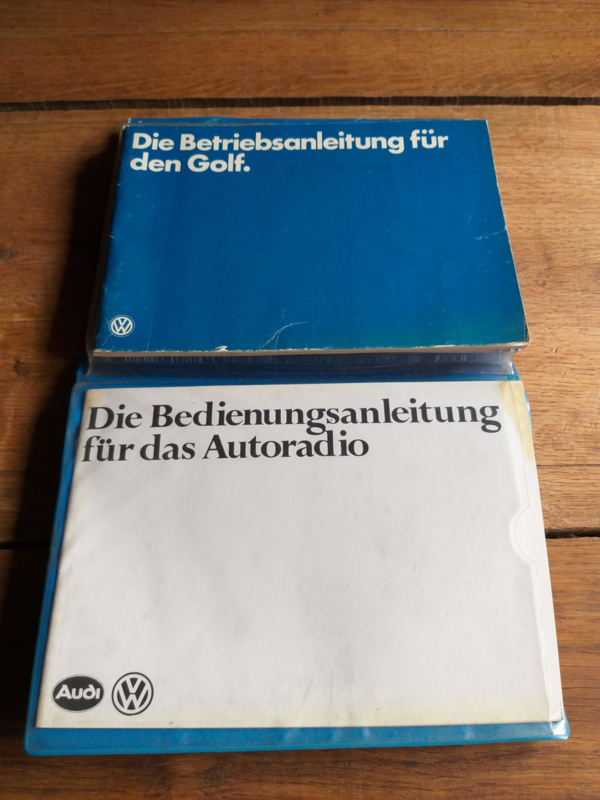 Die Betriebsanleitung für
den Golf.
Die Bedienungsanleitung
für das Autoradio
Audi